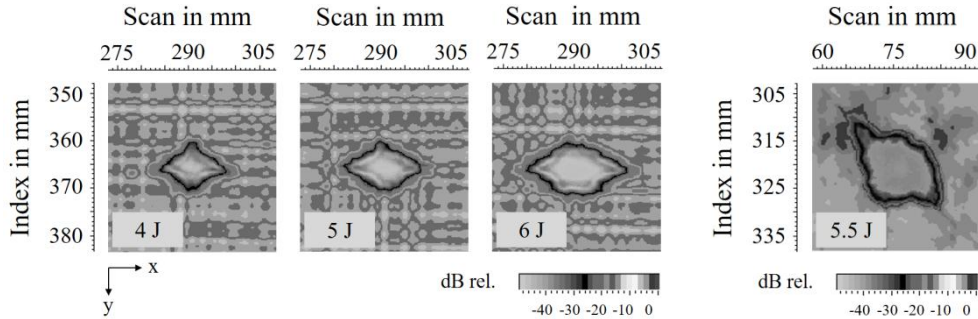 Scan in mm Scan in mm Scan in mm Scan in mm
275 290 305 275 290 305 275 290 305 60 75 90
Index in mm
350
360
370
380
4 J
5 J
6 J
x
y
dB rel.
-40 -30 -20 -10 0
Index in mm
305
315
325
335
5.5 J
dB rel.
-40 -30 -20 -10 0